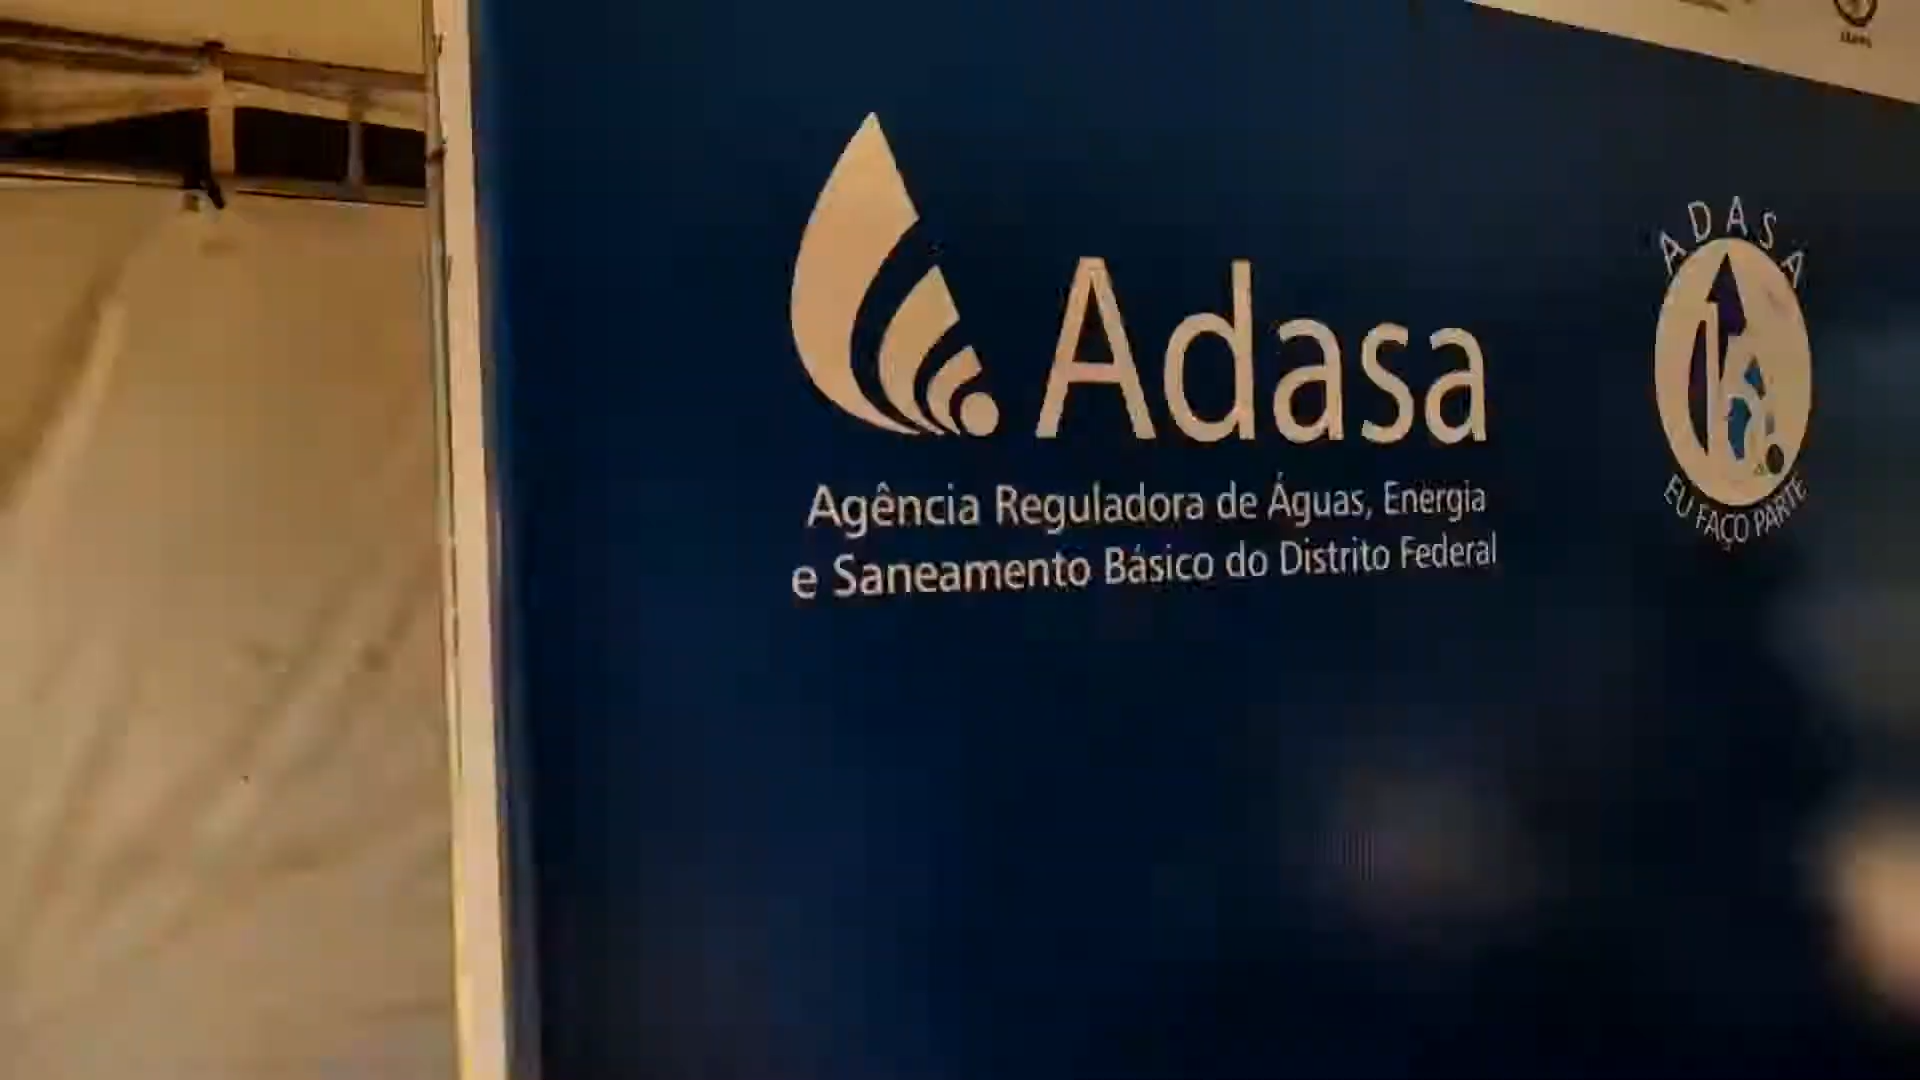 Adasa
Agência Reguladora de Águas, Energia
e Saneamento Básico do Distrito Federal
ADASA
EU FAÇO PARTE